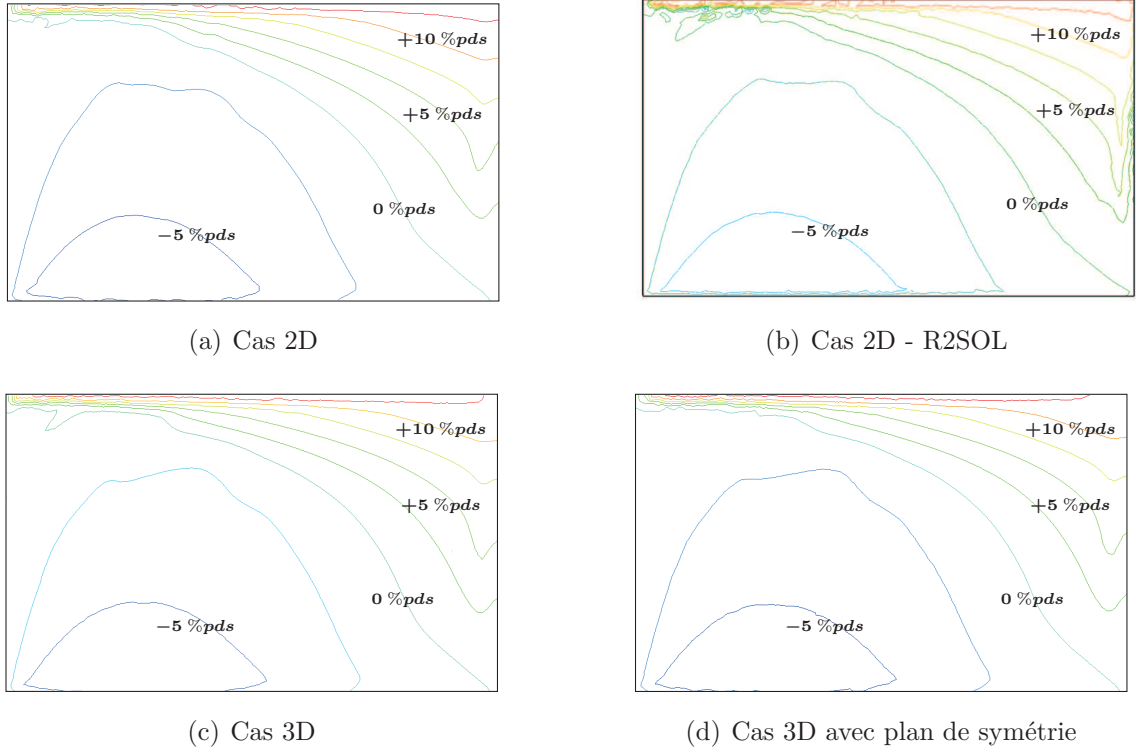 +10 %pds
+5 %pds
0 %pds
−5 %pds
(a) Cas 2D
+10 %pds
+5 %pds
0 %pds
−5 %pds
(b) Cas 2D - R2SOL
+10 %pds
+5 %pds
0 %pds
−5 %pds
(c) Cas 3D
+10 %pds
+5 %pds
0 %pds
−5 %pds
(d) Cas 3D avec plan de symétrie